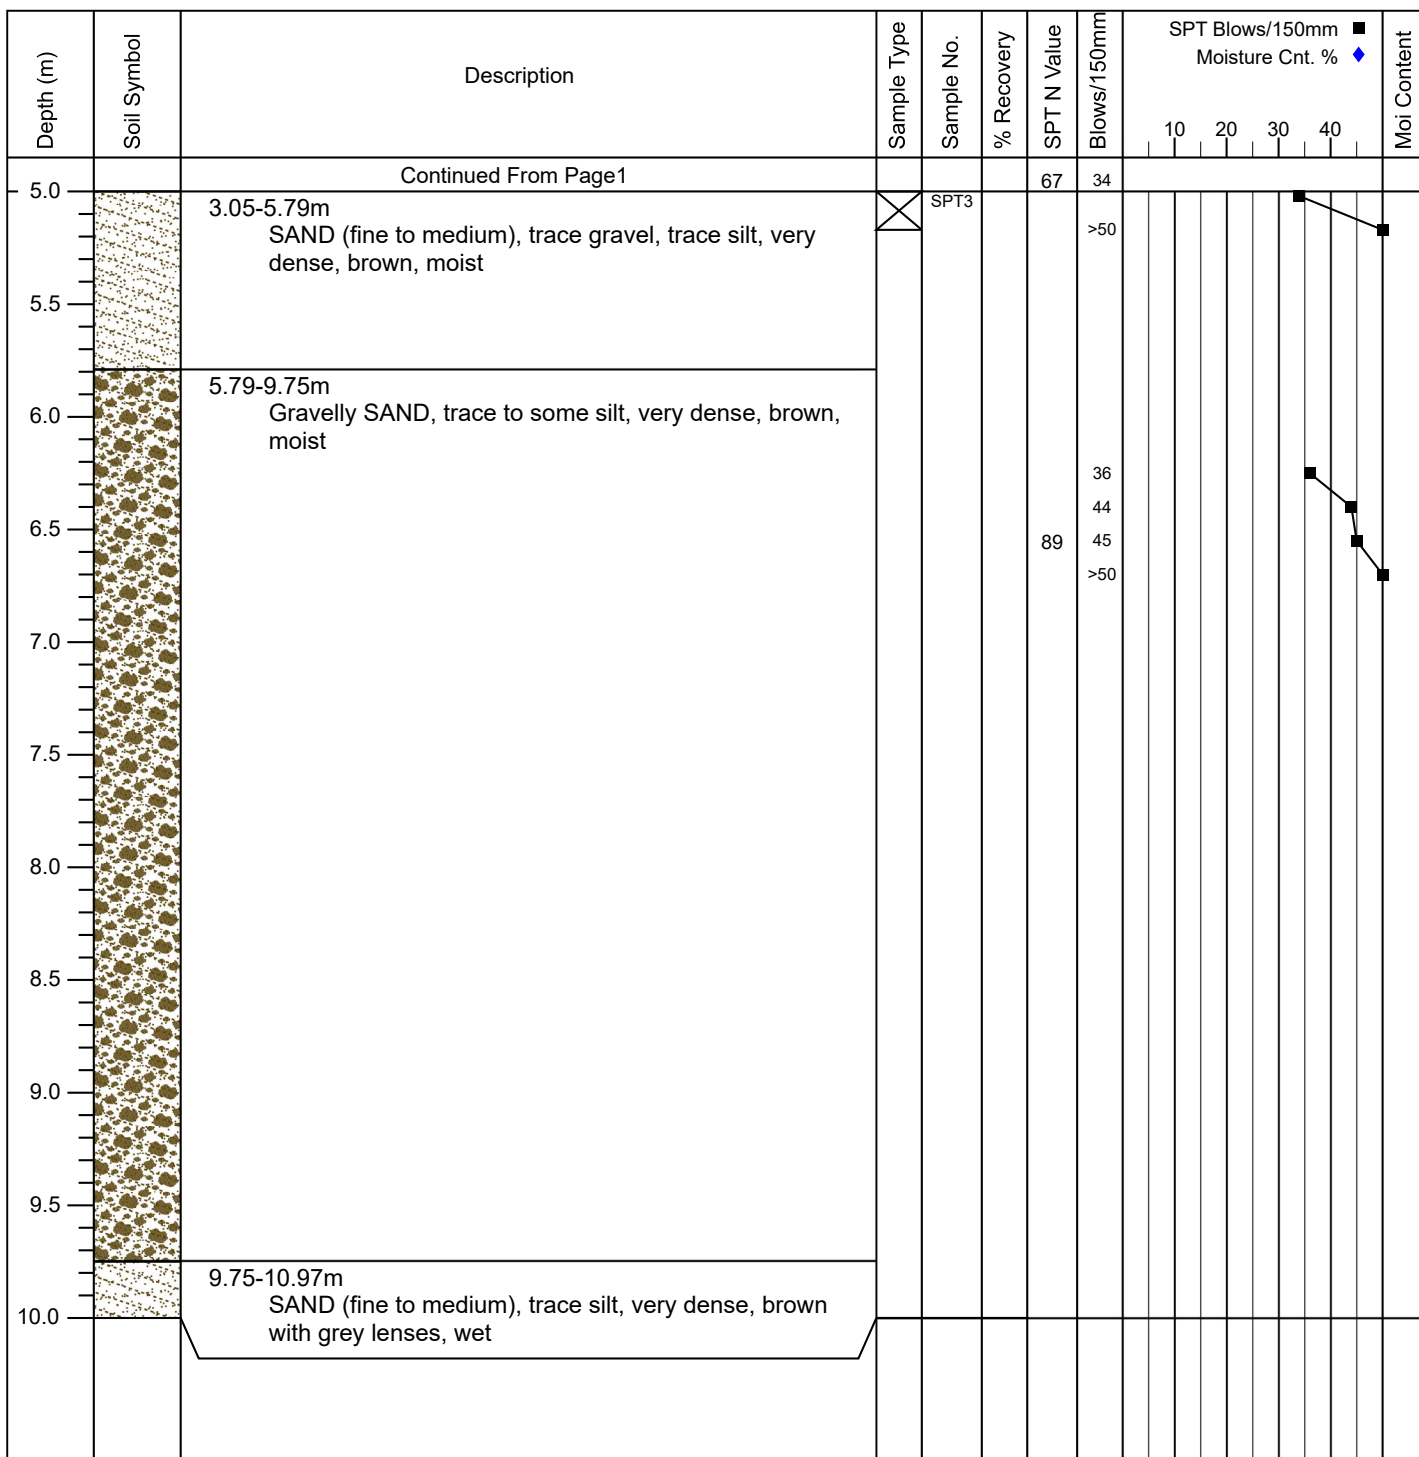 Depth (m)
Soil Symbol
Description
Sample Type
Sample No.
% Recovery
SPT N Value
Blows/150mm
SPT Blows/150mm
Moisture Cnt. %
10 20 30 40
Moi Content
Continued From Page1
67 34
5.0
3.05-5.79m
SPT3
SAND (fine to medium), trace gravel, trace silt, very
>50
dense, brown, moist
5.5
5.79-9.75m
6.0
Gravelly SAND, trace to some silt, very dense, brown,
moist
36
44
6.5
89 45
>50
7.0
7.5
8.0
8.5
9.0
9.5
9.75-10.97m
SAND (fine to medium), trace silt, very dense, brown
10.0
with grey lenses, wet